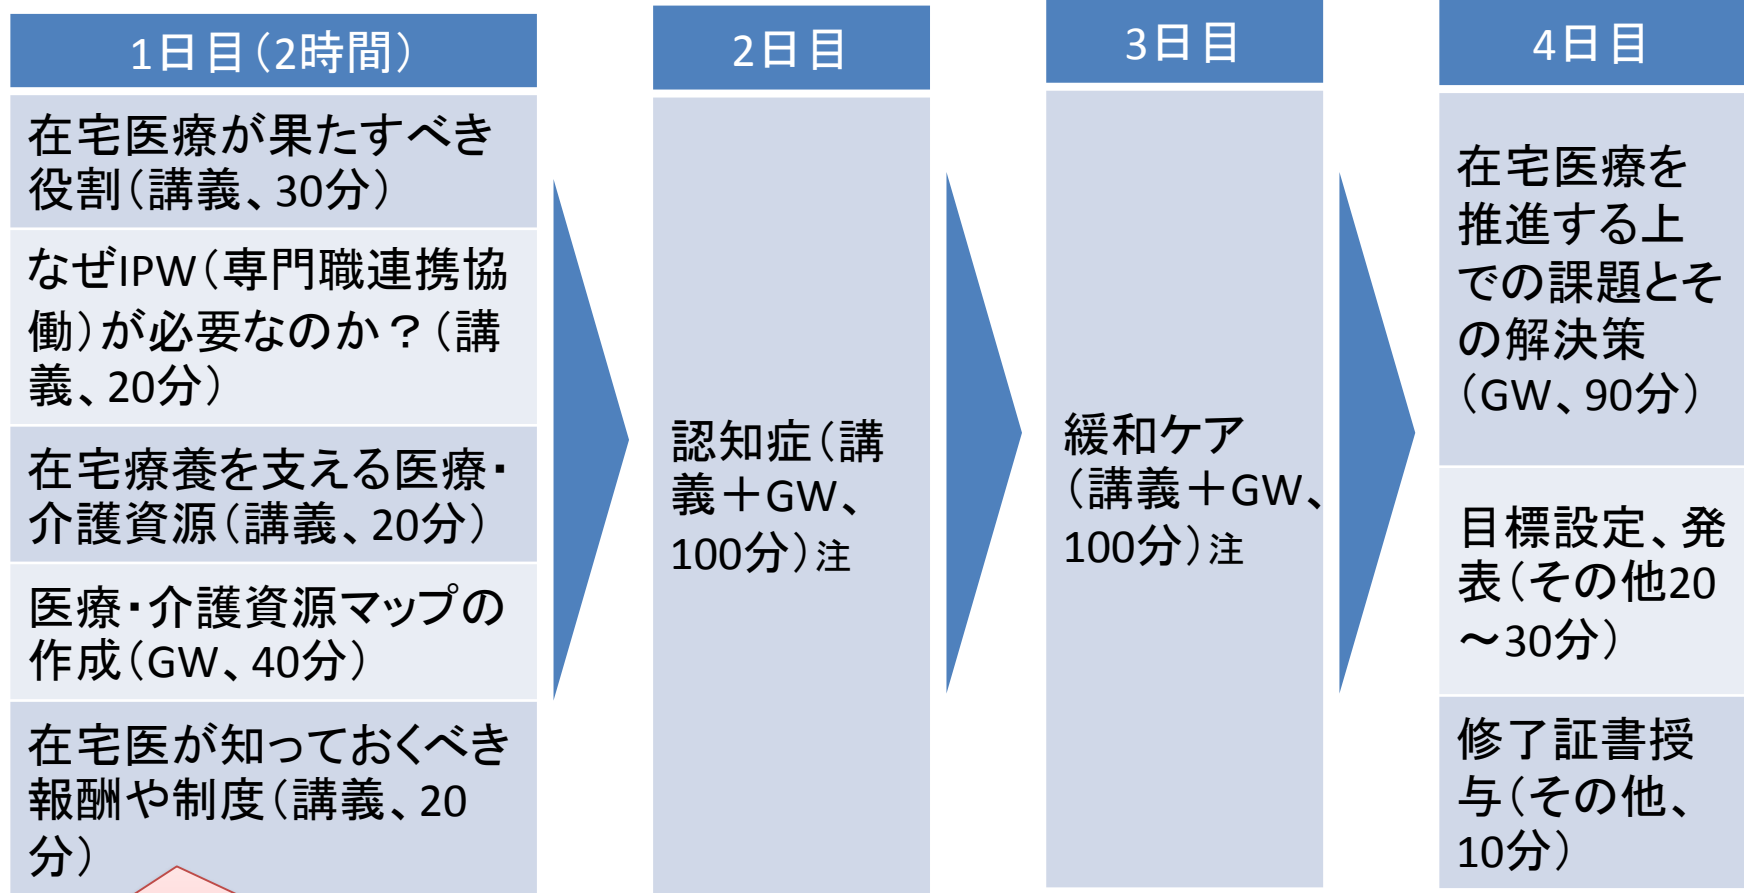 1日目（2時間）
在宅医療が果たすべき
役割（講義、30分）
なぜIPW（専門職連携協
働）が必要なのか？（講
義、20分）
在宅療養を支える医療・
介護資源（講義、20分）
医療・介護資源マップの
作成（GW、40分）
在宅医が知っておくべき
報酬や制度（講義、20
分）
2日目
認知症（講
義＋GW、
100分）注
3日目
緩和ケア
（講義＋GW、
100分）注
4日目
在宅医療を
推進する上
での課題とそ
の解決策
（GW、90分）
目標設定、発
表（その他20
～30分）
修了証書授
与（その他、
10分）